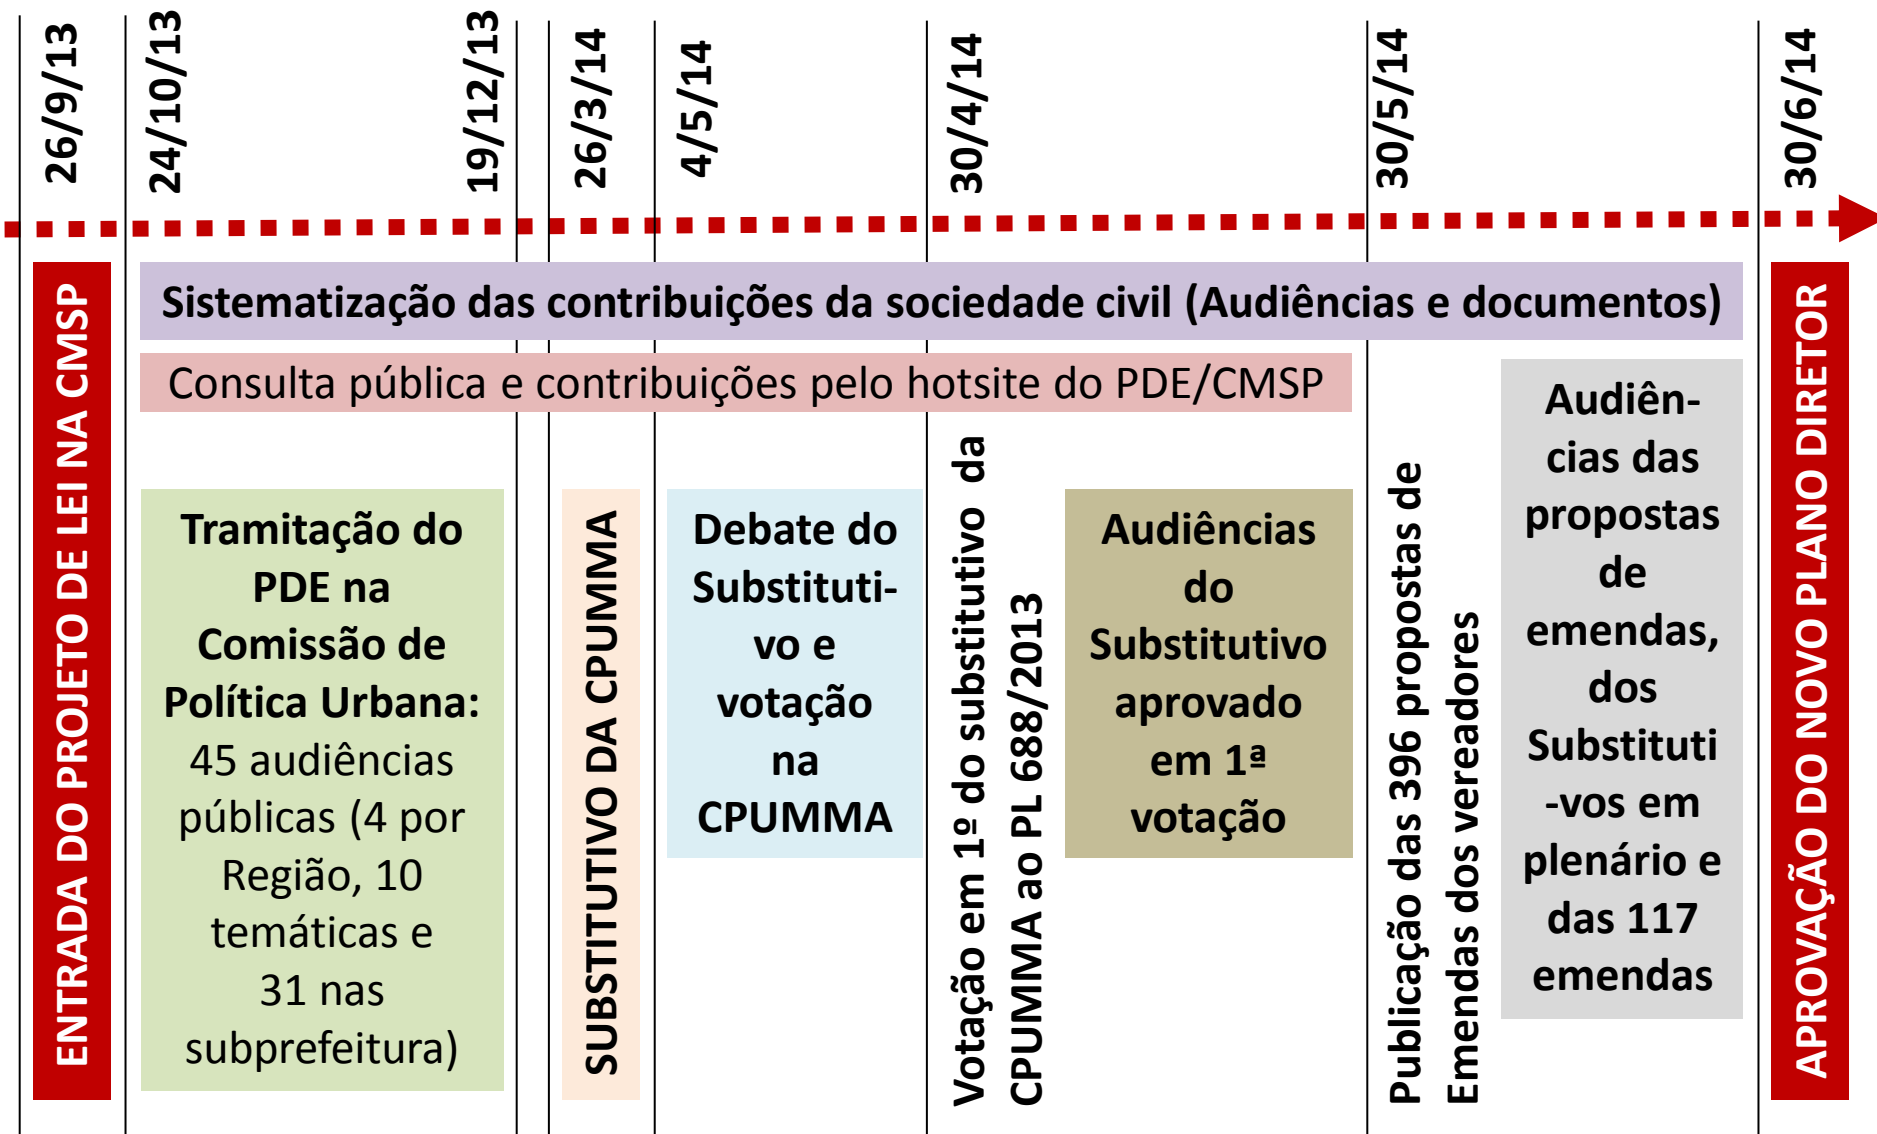 26/9/13
24/10/13
19/12/13
26/3/14
4/5/14
30/4/14
30/5/14
30/6/14
ENTRADA DO PROJETO DE LEI NA CMSP
Sistematização das contribuições da sociedade civil (Audiências e documentos)
Consulta pública e contribuições pelo hotsite do PDE/CMSP
Tramitação do
PDE na
Comissão de
Política Urbana:
45 audiências
públicas (4 por
Região, 10
temáticas e
31 nas
subprefeitura)
SUBSTITUTIVO DA CPUMMA
Debate do
Substituti-
vo e
votação
na
CPUMMA
Votação em 1º do substitutivo da
CPUMMA ao PL 688/2013
Audiências
do
Substitutivo
aprovado
em 1ª
votação
Publicação das 396 propostas de
Emendas dos vereadores
Audiên-
cias das
propostas
de
emendas,
dos
Substituti
-vos em
plenário e
das 117
emendas
APROVAÇÃO DO NOVO PLANO DIRETOR